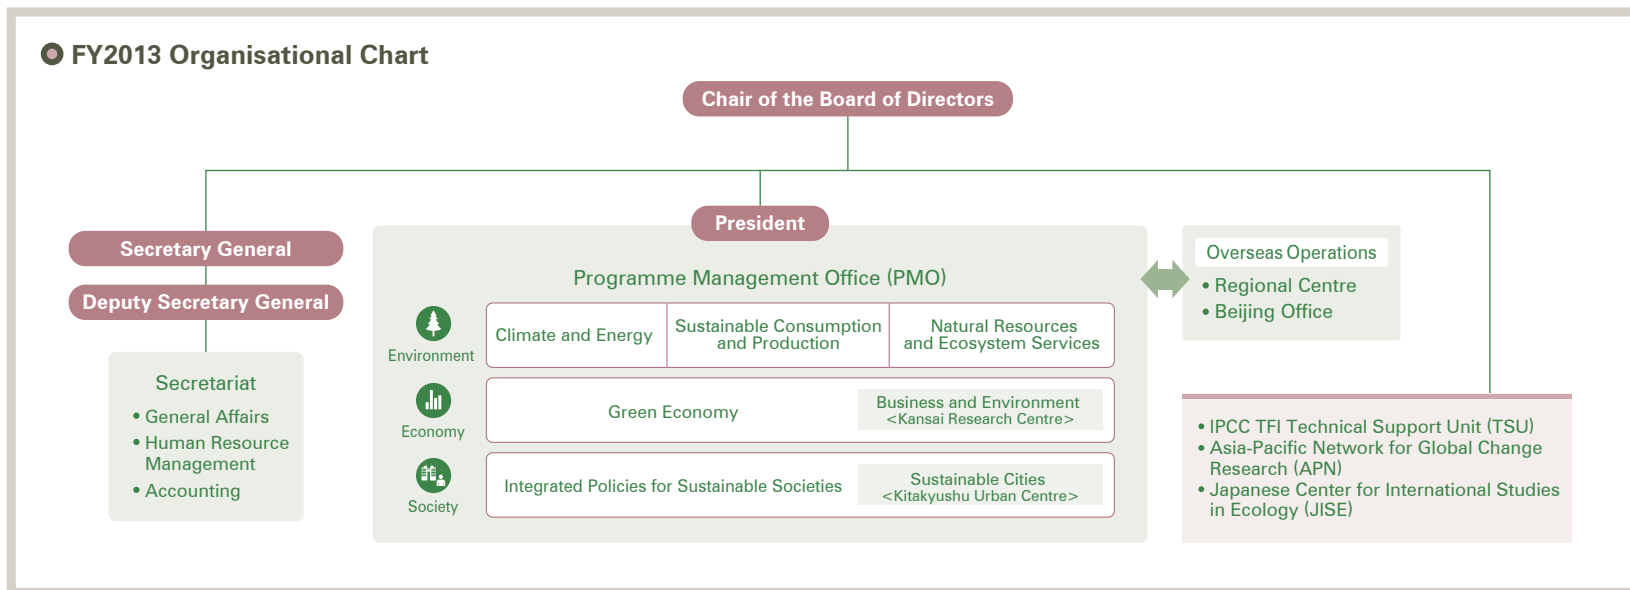 FY2013 Organisational Chart
Chair of the Board of Directors
President
Secretary General
Deputy Secretary General
Secretariat
• General Affairs
• Human Resource
Management
• Accounting
Programme Management Office (PMO)
Environment
Climate and Energy
Sustainable Consumption
and Production
Natural Resources
and Ecosystem Services
Economy
Green Economy
Business and Environment
<Kansai Research Centre>
Society
Integrated Policies for Sustainable Societies
Sustainable Cities
<Kitakyushu Urban Centre>
Overseas Operations
• Regional Centre
• Beijing Office
• IPCC TFI Technical Support Unit (TSU)
• Asia-Pacific Network for Global Change
Research (APN)
• Japanese Center for International Studies
in Ecology (JISE)